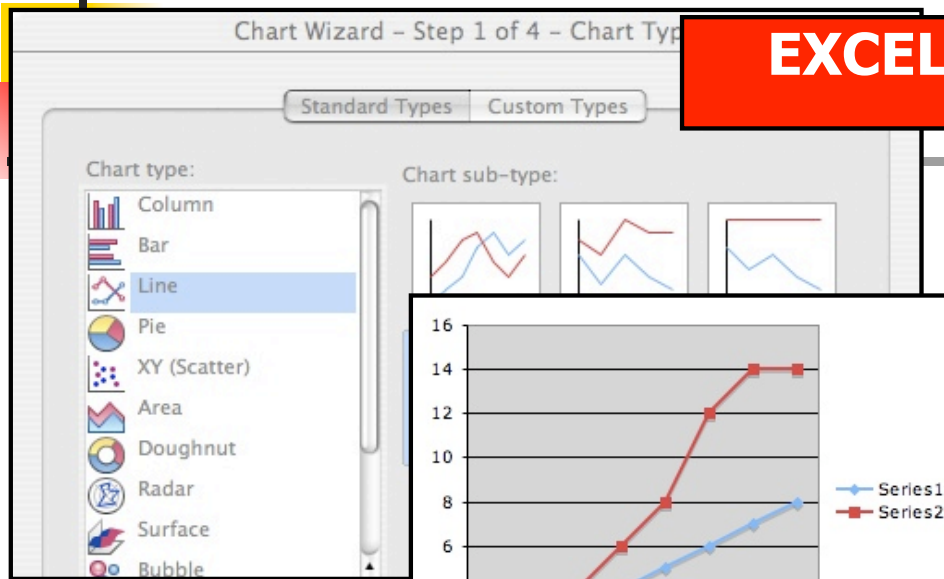 Chart Wizard – Step 1 of 4 – Chart Typ
EXCEL
Standard Types Custom Types
Chart type:
Chart sub-type:
Column
Bar
Line
Pie
XY (Scatter)
Area
Doughnut
Radar
Surface
Bubble
16
14
12
10
8
6
Series1
Series2